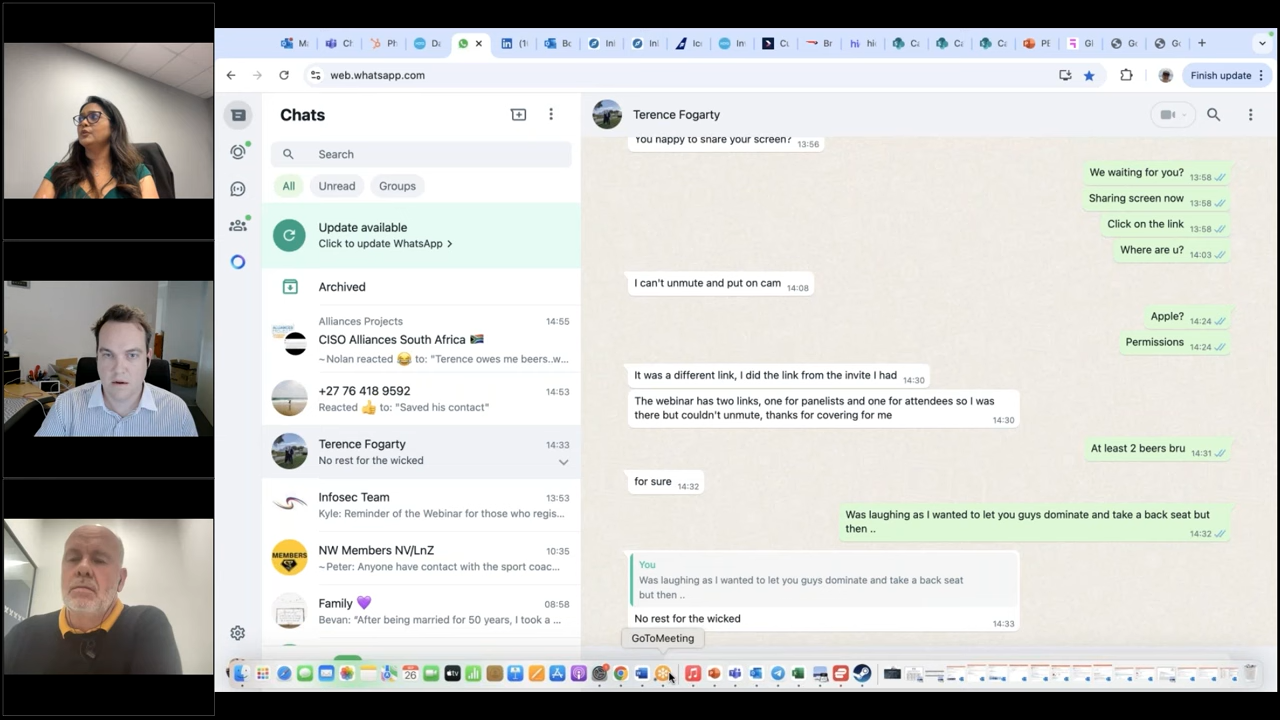 Finish update
web.whatsapp.com
Chats
Search
All
Unread
Groups
Update available
Click to update WhatsApp
Archived
Alliances Projects
14:55
CISO Alliances South Africa 🇿🇦
~Nolan reacted 😂 to: "Terence owes me beers..w...
+27 76 418 9592
14:53
Reacted 👍 to: "Saved his contact"
Terence Fogarty
14:33
No rest for the wicked
Infosec Team
13:53
Kyle: Reminder of the Webinar for those who regis...
MEMBERS
NW Members NV/LnZ
10:35
~Peter: Anyone have contact with the sport coac...
Family 💜
08:58
Bevan: "After being married for 50 years, I took a ...
Terence Fogarty
You happy to share your screen? 13:56
We waiting for you? 13:58
Sharing screen now 13:58
Click on the link 13:58
Where are u? 14:03
I can't unmute and put on cam 14:08
Apple? 14:24
Permissions 14:24
It was a different link, I did the link from the invite I had 14:30
The webinar has two links, one for panelists and one for attendees so I was
there but couldn't unmute, thanks for covering for me
14:30
At least 2 beers bru 14:31
for sure 14:32
Was laughing as I wanted to let you guys dominate and take a back seat but
then ..
14:32
You
Was laughing as I wanted to let you guys dominate and take a back seat
but then ..
No rest for the wicked
14:33
GoToMeeting